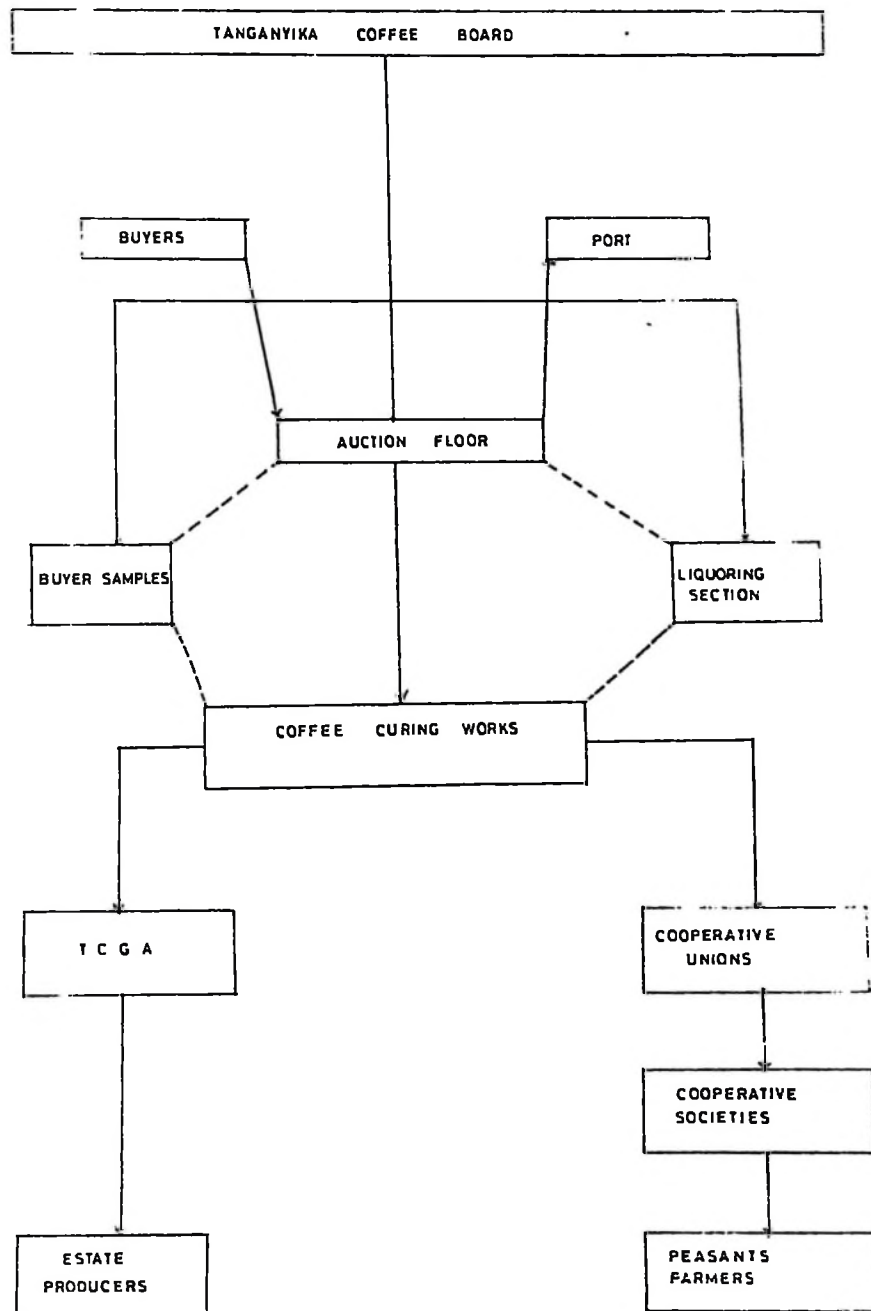 TANGANYIKA COFFEE BOARD
BUYERS
PORT
AUCTION FLOOR
BUYER SAMPLES
LIQUORING
SECTION
COFFEE CURING WORKS
T C G A
COOPERATIVE
UNIONS
COOPERATIVE
SOCIETIES
ESTATE
PRODUCERS
PEASANTS
FARMERS